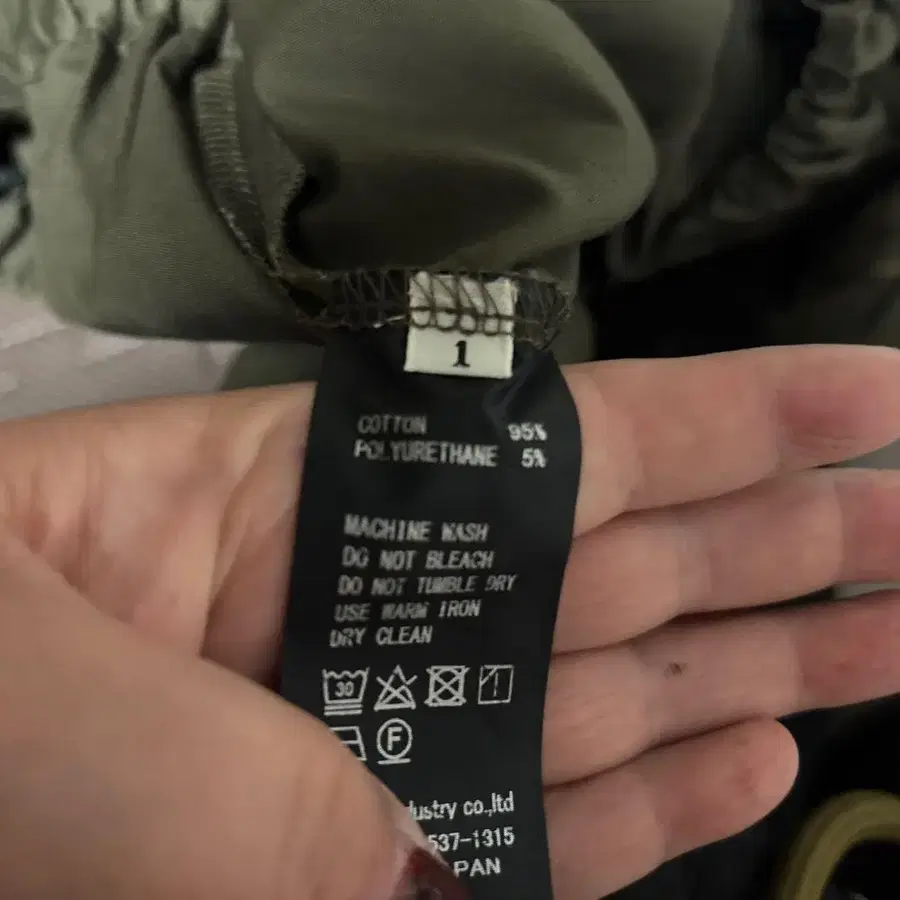 1
COTTON 95%
POLYURETHANE 5%
MACHINE WASH
DO NOT BLEACH
DO NOT TUMBLE DRY
USE WARM IRON
DRY CLEAN
30
F
dustry co.,ltd
537-1315
PAN